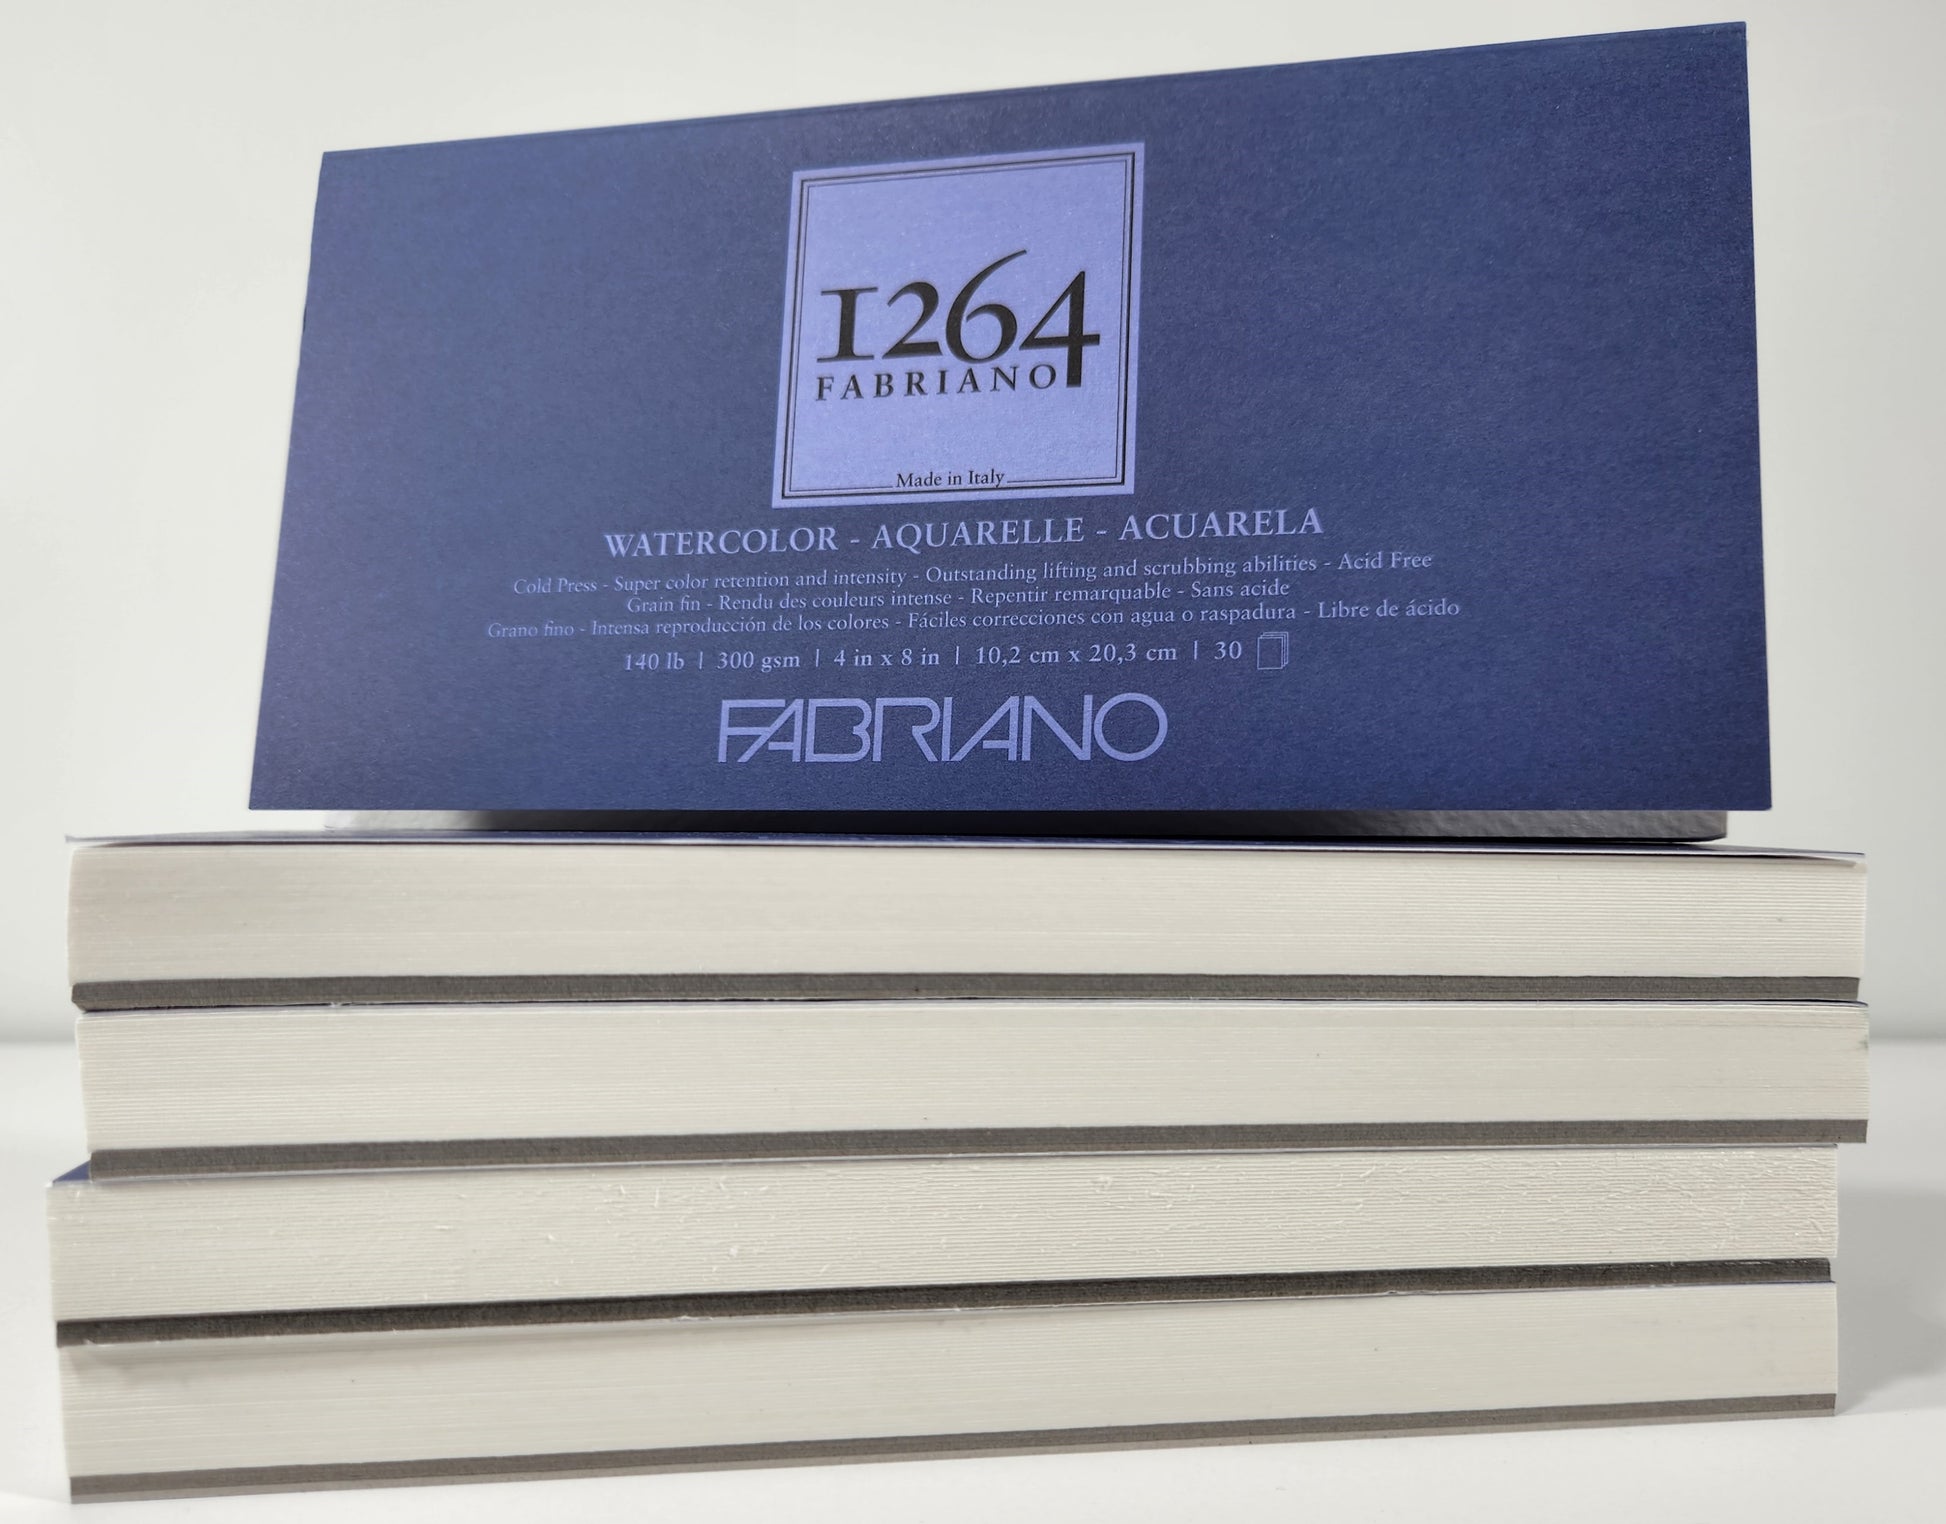 1264
FABRIANO
Made in Italy
WATERCOLOR - AQUARELLE - ACUARELA
Cold Press - Super color retention and intensity - Outstanding lifting and scrubbing abilities - Acid Free
Grain fin - Rendu des couleurs intense - Repentir remarquable - Sans acide
Grano fino - Intensa reproducción de los colores - Fáciles correcciones con agua o raspadura - Libre de ácido
140 lb | 300 gsm | 4 in x 8 in | 10,2 cm x 20,3 cm | 30
FABRIANO